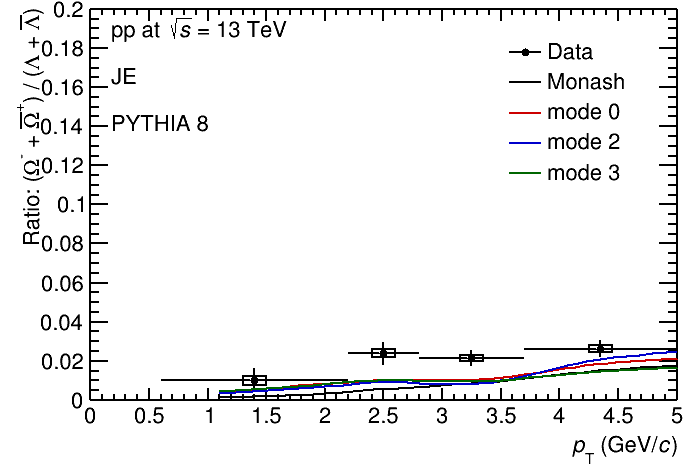 pp at √s = 13 TeV
JE
PYTHIA 8
Data
Monash
mode 0
mode 2
mode 3
Ratio: (Ω⁻ + Ω̅⁺) / (Λ + Λ̅)
0.2
0.18
0.16
0.14
0.12
0.1
0.08
0.06
0.04
0.02
0
0 0.5 1 1.5 2 2.5 3 3.5 4 4.5 5
p_T (GeV/c)